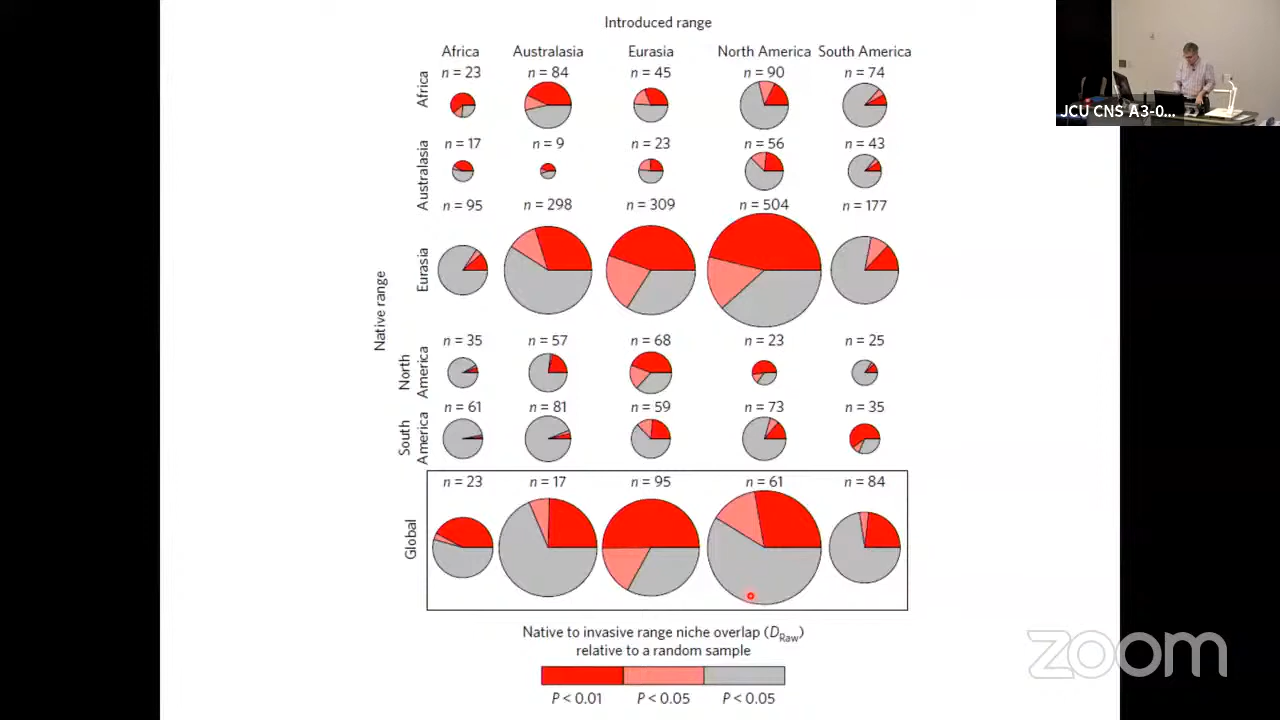 Introduced range
Africa Australasia Eurasia North America South America
Native range
Africa
n = 23 n = 84 n = 45 n = 90 n = 74
Australasia
n = 17 n = 9 n = 23 n = 56 n = 43
Eurasia
n = 95 n = 298 n = 309 n = 504 n = 177
North
America
n = 35 n = 57 n = 68 n = 23 n = 25
South
America
n = 61 n = 81 n = 59 n = 73 n = 35
Global
n = 23 n = 17 n = 95 n = 61 n = 84
Native to invasive range niche overlap (DRaw)
relative to a random sample
P < 0.01 P < 0.05 P < 0.05
JCU CNS A3-0...
zoom